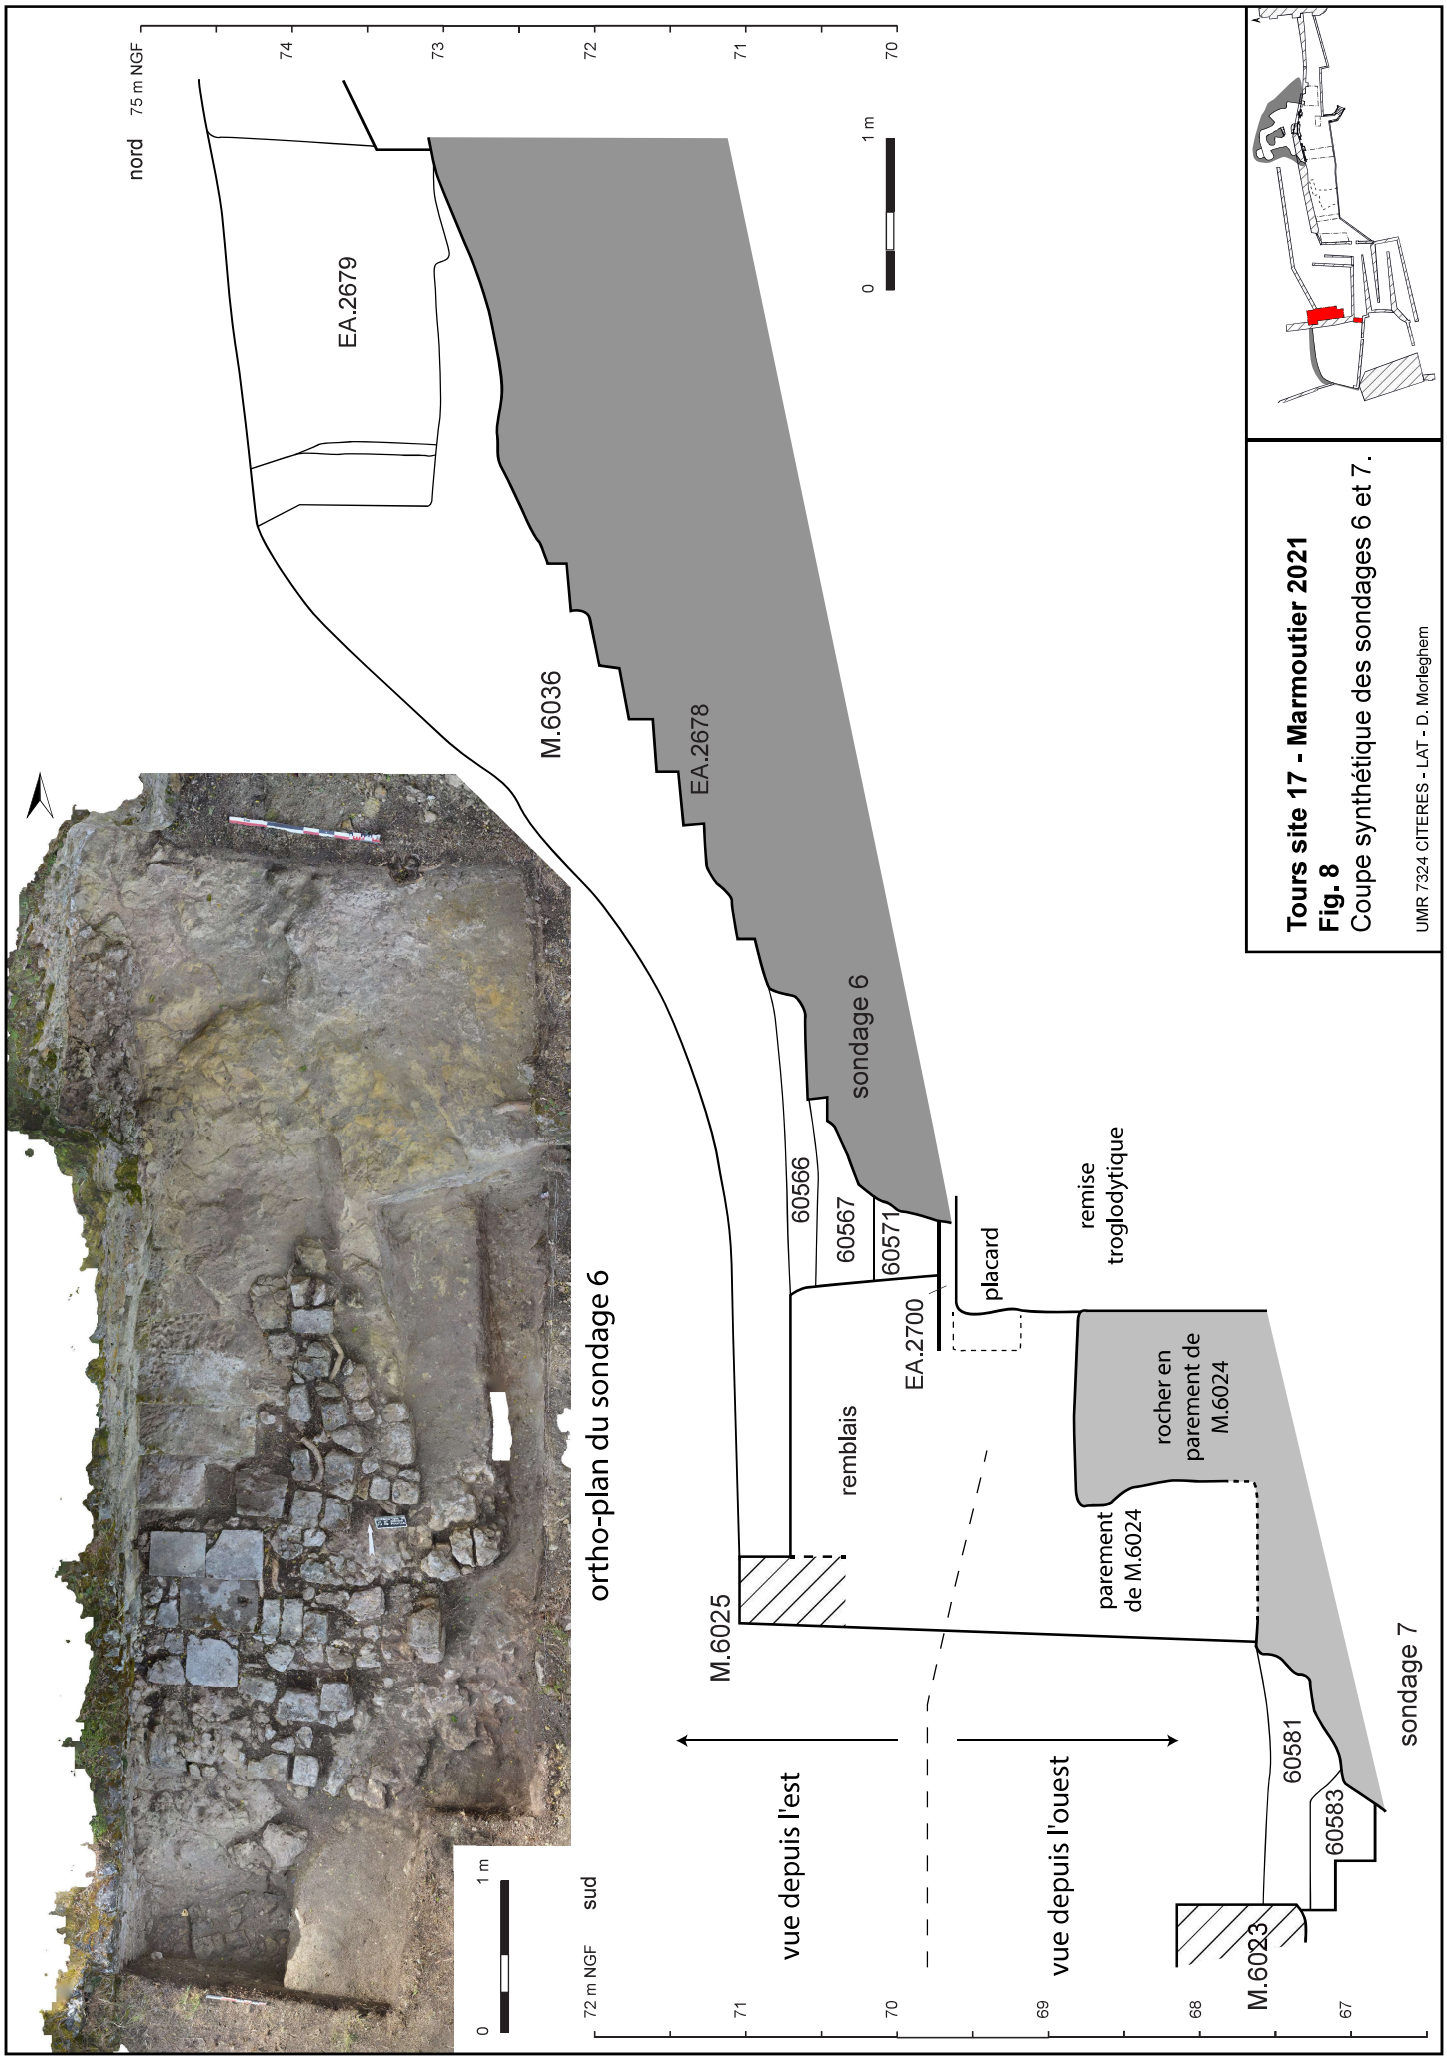 nord
75 m NGF
74
73
72
71
70
EA.2679
1 m
0
M.6036
EA.2678
sondage 6
60566
60567
60571
EA.2700
placard
remise
troglodytique
remblais
rocher en
parement de
M.6024
parement
de M.6024
M.6025
ortho-plan du sondage 6
1 m
0
sud
72 m NGF
71
70
69
68
67
vue depuis l'est
vue depuis l'ouest
60581
60583
M.6023
sondage 7
Tours site 17 - Marmoutier 2021
Fig. 8
Coupe synthétique des sondages 6 et 7.
UMR 7324 CITERES - LAT - D. Morleghem